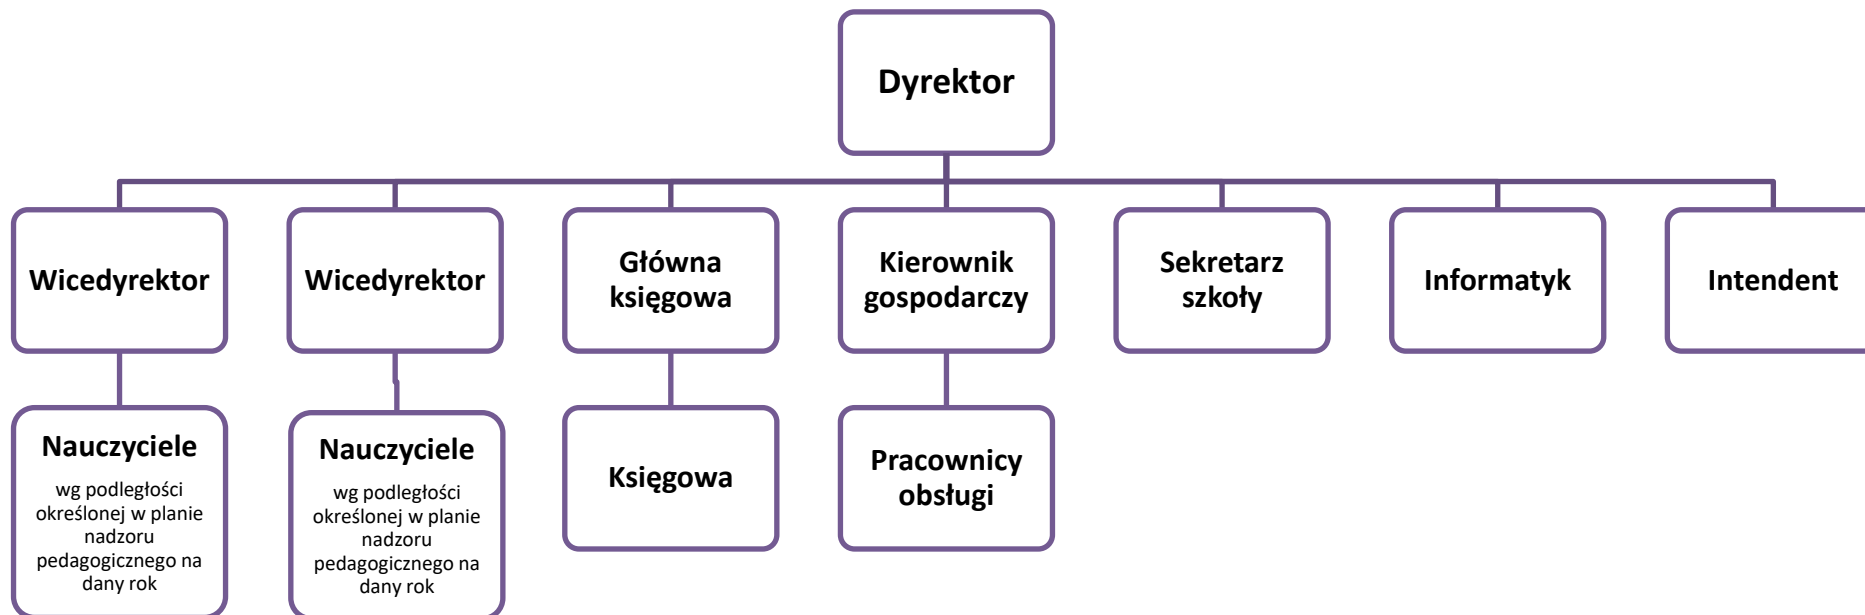 Dyrektor
Wicedyrektor
Wicedyrektor
Główna
księgowa
Kierownik
gospodarczy
Sekretarz
szkoły
Informatyk
Intendent
Nauczyciele
wg podległości
określonej w planie
nadzoru
pedagogicznego na
dany rok
Nauczyciele
wg podległości
określonej w planie
nadzoru
pedagogicznego na
dany rok
Księgowa
Pracownicy
obsługi